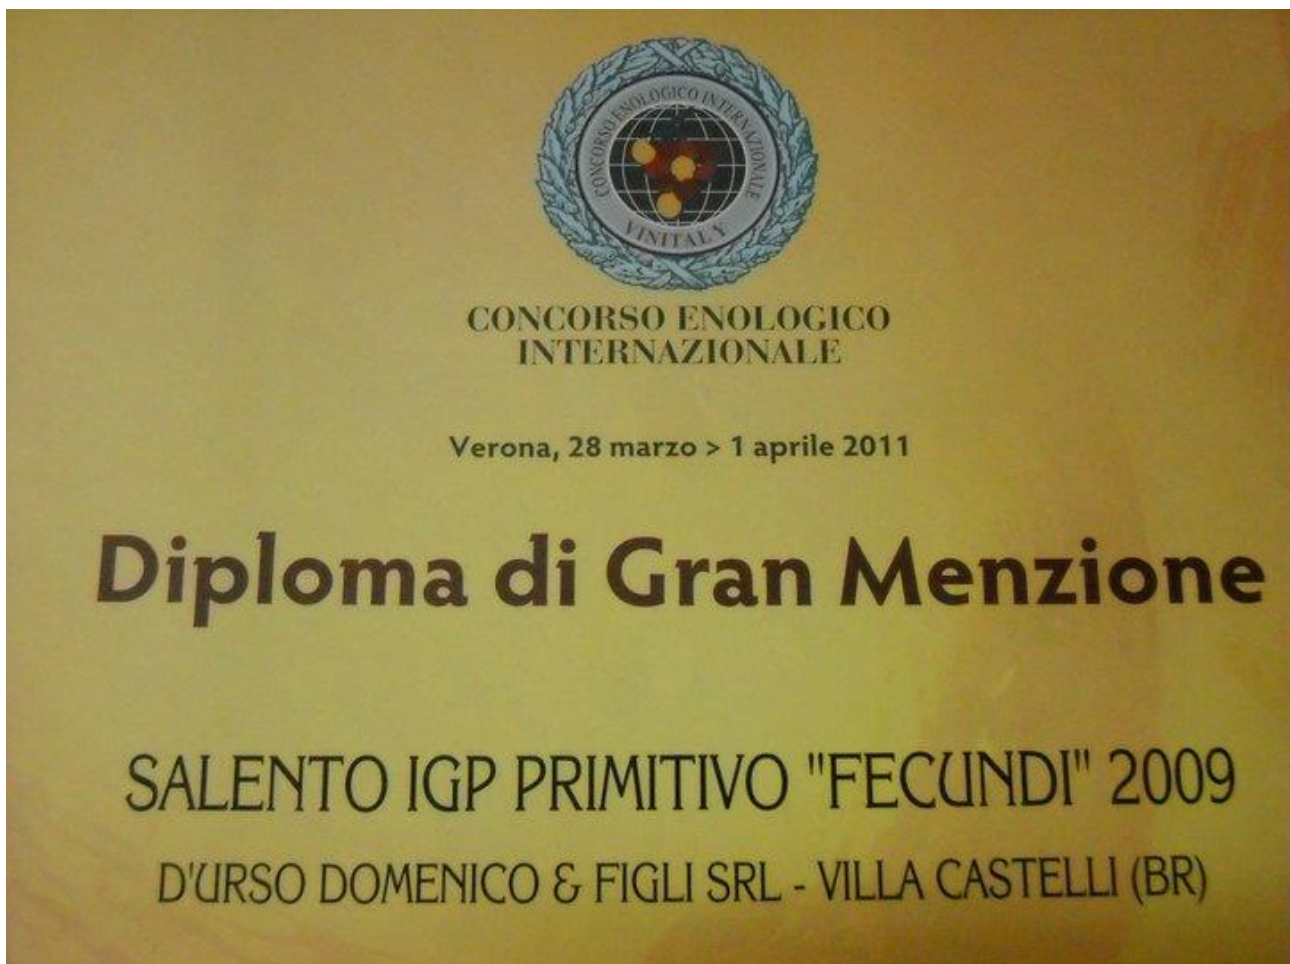 CONCORSO ENOLOGICO INTERNAZIONALE
VINITALY
CONCORSO ENOLOGICO
INTERNAZIONALE
Verona, 28 marzo > 1 aprile 2011
Diploma di Gran Menzione
SALENTO IGP PRIMITIVO "FECUNDI" 2009
D'URSO DOMENICO & FIGLI SRL - VILLA CASTELLI (BR)